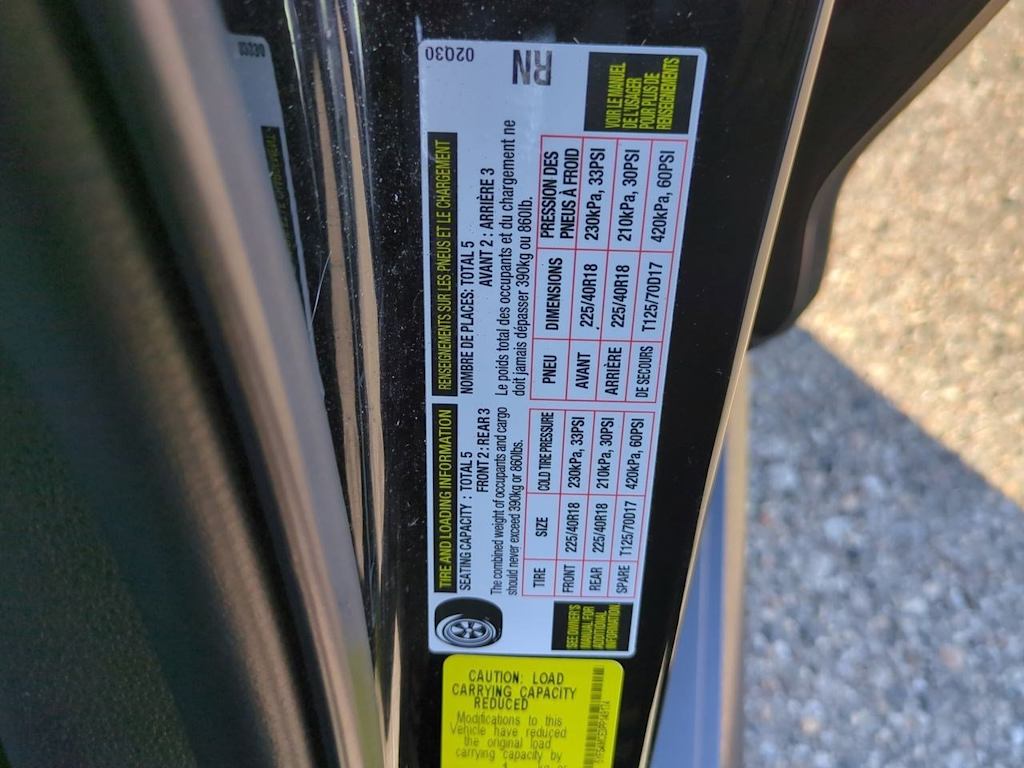 TIRE AND LOADING INFORMATION
SEATING CAPACITY : TOTAL 5
FRONT 2 : REAR 3
The combined weight of occupants and cargo
should never exceed 390kg or 860lbs.
TIRE SIZE COLD TIRE PRESSURE
FRONT 225/40R18 230kPa, 33PSI
REAR 225/40R18 210kPa, 30PSI
SPARE T125/70D17 420kPa, 60PSI
SEE OWNER'S
MANUAL FOR
ADDITIONAL
INFORMATION.
RENSEIGNEMENTS SUR LES PNEUS ET LE CHARGEMENT
NOMBRE DE PLACES: TOTAL 5
AVANT 2 : ARRIÈRE 3
Le poids total des occupants et du chargement ne
doit jamais dépasser 390kg ou 860lb.
PNEU DIMENSIONS PRESSION DES
PNEUS À FROID
AVANT 225/40R18 230kPa, 33PSI
ARRIÈRE 225/40R18 210kPa, 30PSI
DE SECOURS T125/70D17 420kPa, 60PSI
VOIR LE MANUEL
DE L'USAGER
POUR PLUS DE
RENSEIGNEMENTS
02Q30
RN
CAUTION: LOAD
CARRYING CAPACITY
REDUCED
Modifications to this
Vehicle have reduced
the original load
carrying capacity by